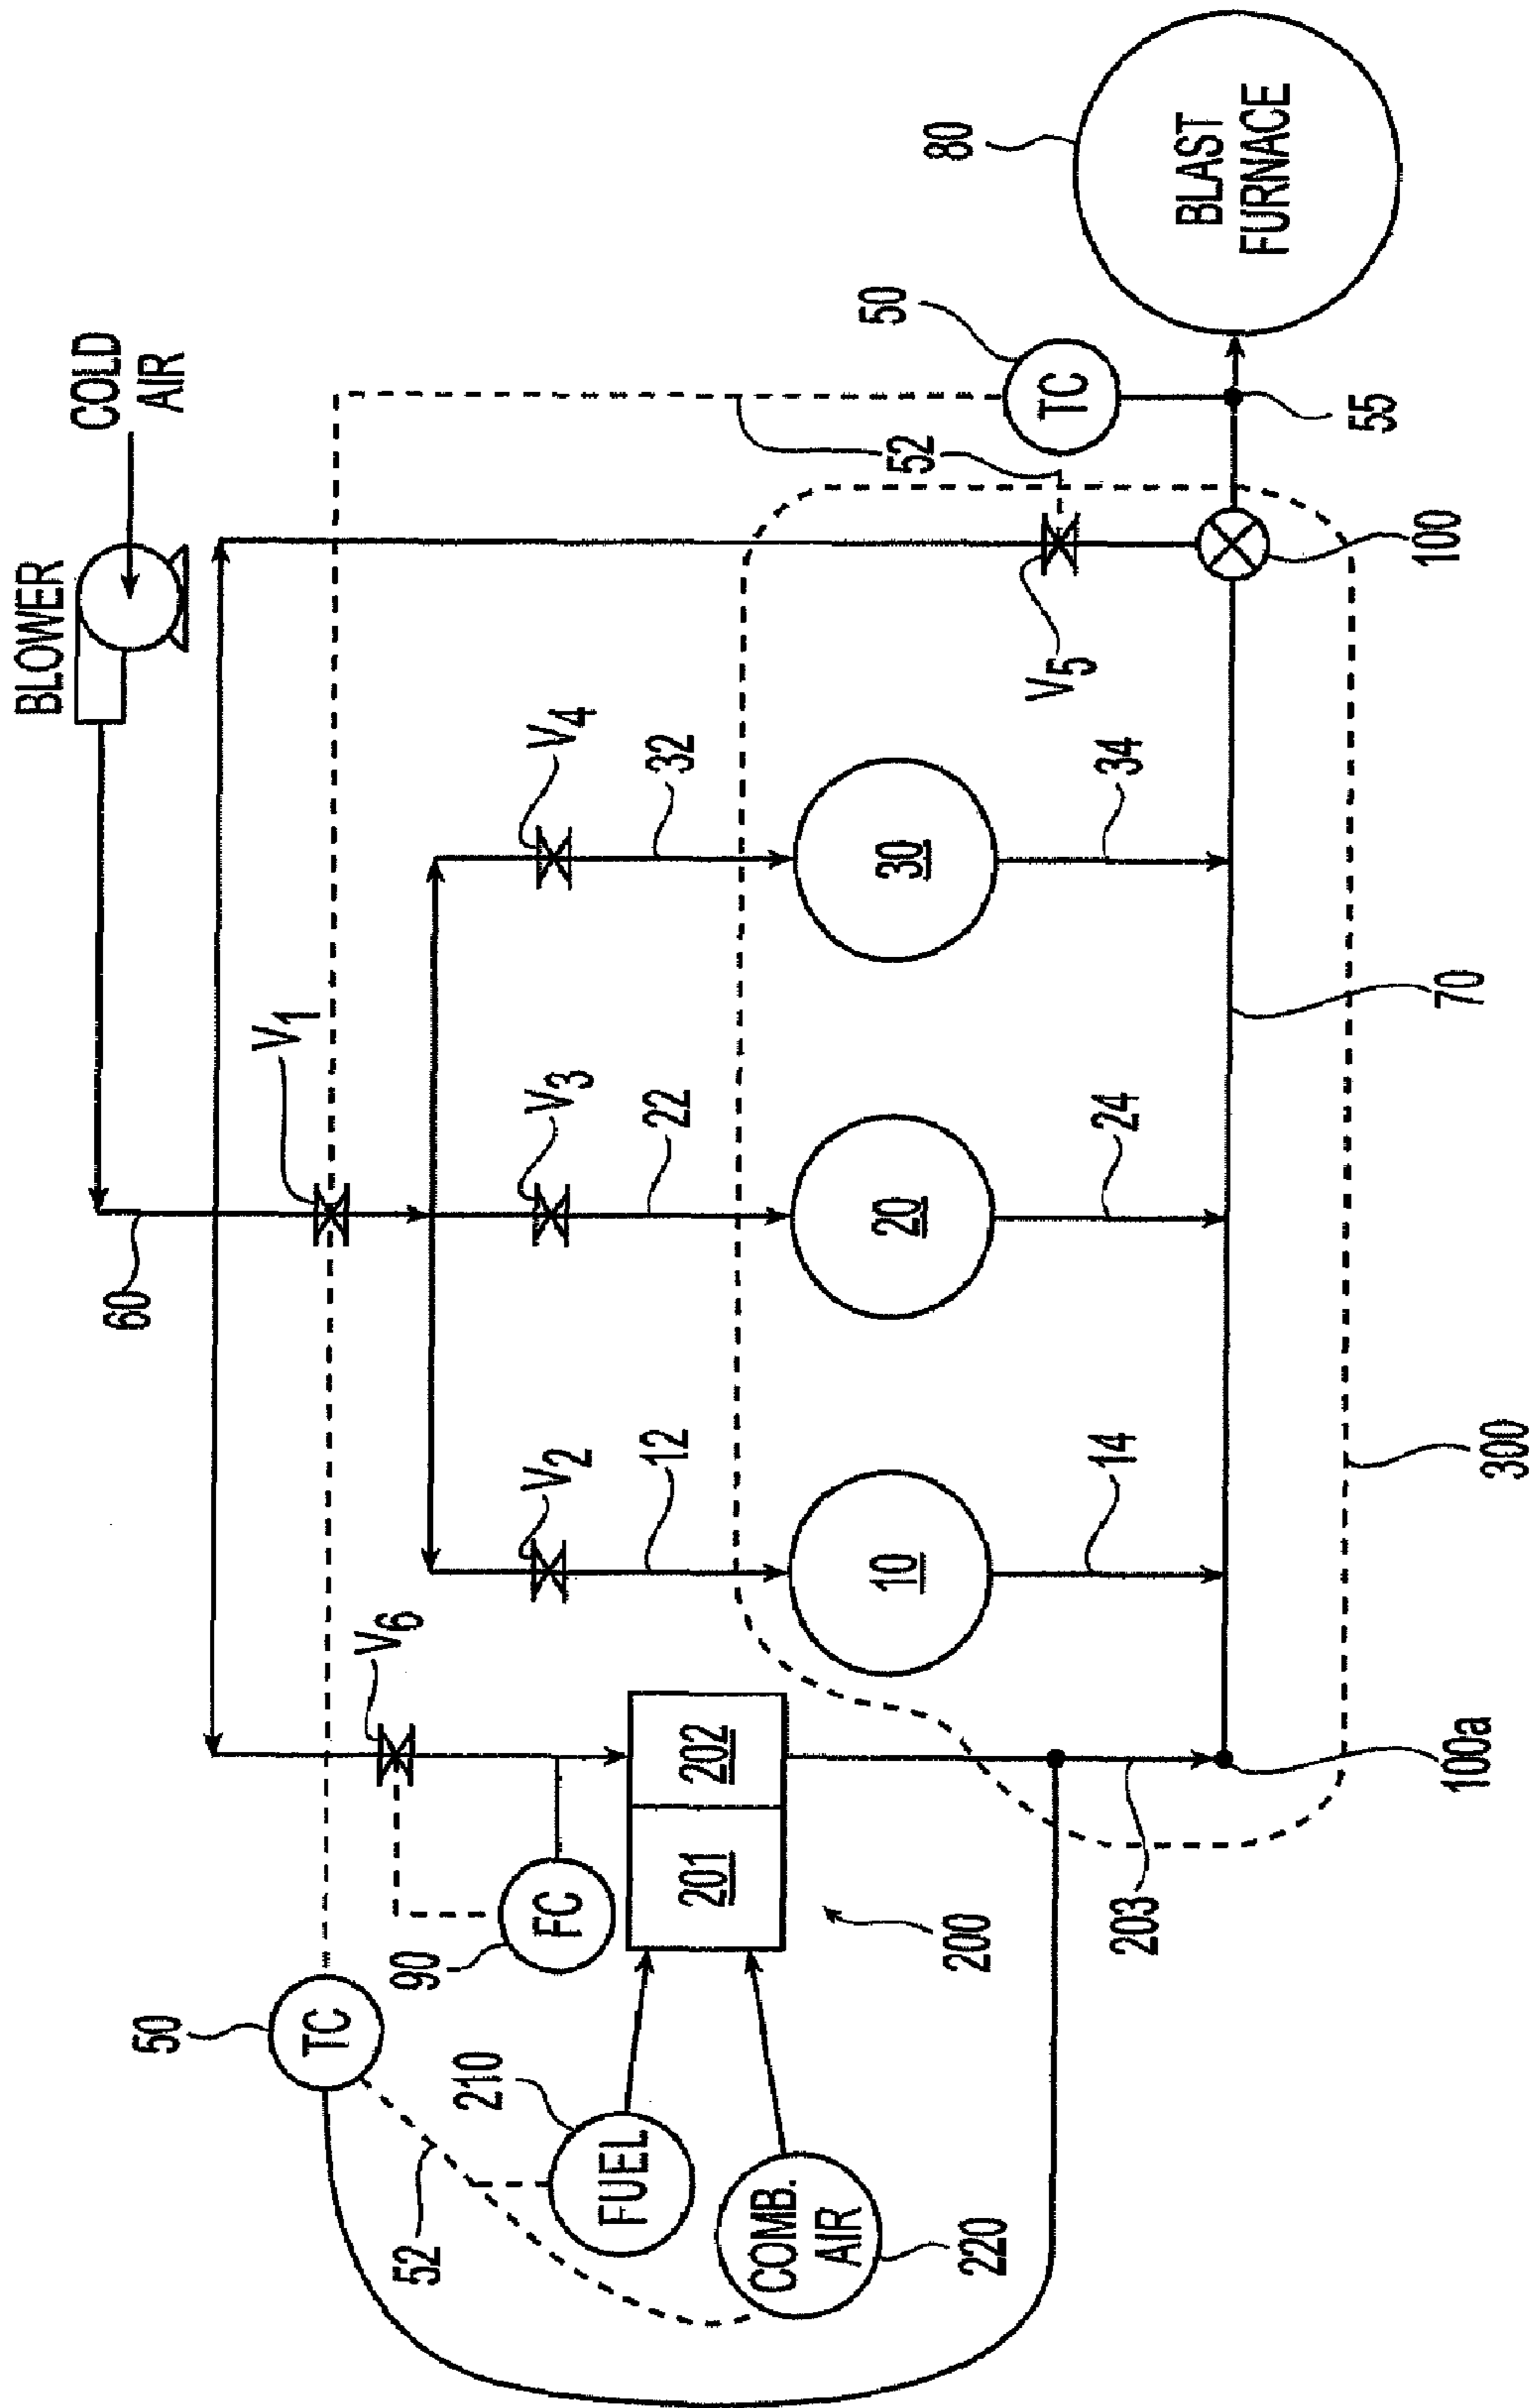 COLD
AIR
BLOWER
60
V1
V6
V2
V3
V4
V5
12
22
32
50
TC
52
FUEL
210
COMB.
AIR
220
90
FC
201
202
200
10
20
30
14
24
34
52
50
TC
55
80
BLAST
FURNACE
203
100a
300
70
100